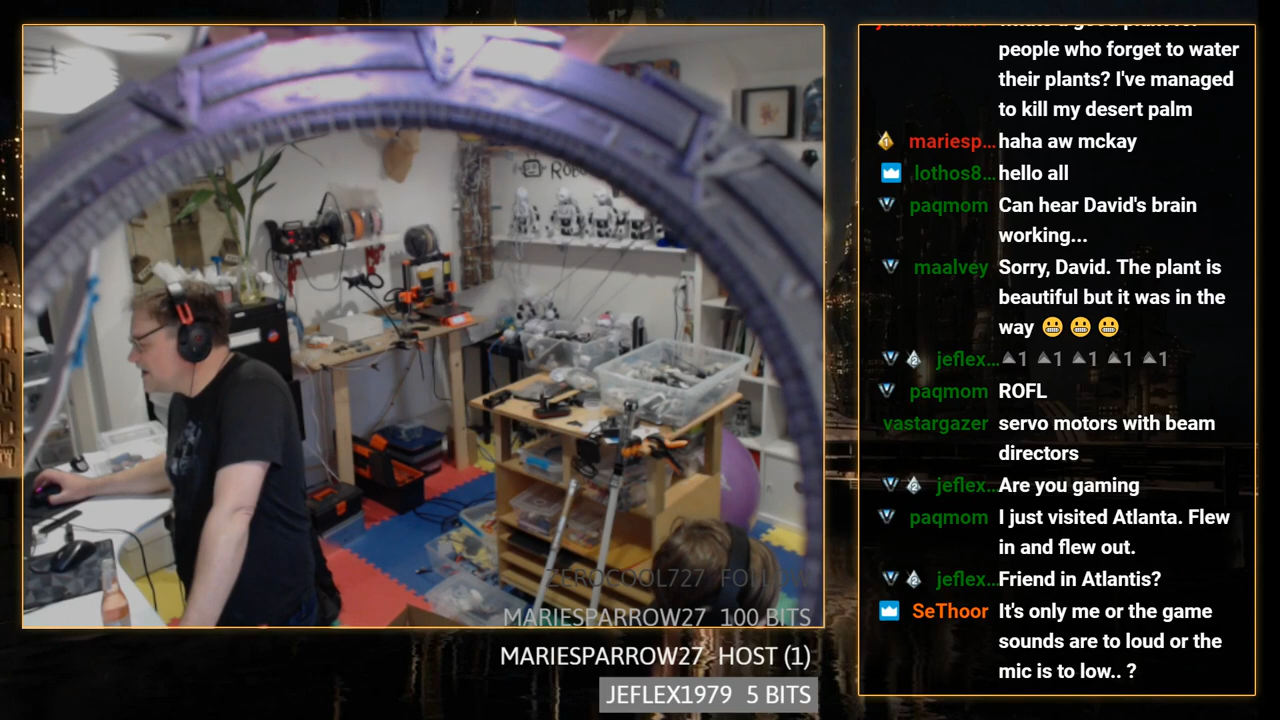 people who forget to water
their plants? I've managed
to kill my desert palm
mariesp... haha aw mckay
lothos8... hello all
paqmom Can hear David's brain
working...
maalvey Sorry, David. The plant is
beautiful but it was in the
way 😬 😬 😬
jeflex... 1 1 1 1 1
paqmom ROFL
vastargazer servo motors with beam
directors
jeflex... Are you gaming
paqmom I just visited Atlanta. Flew
in and flew out.
jeflex... Friend in Atlantis?
SeThoor It's only me or the game
sounds are to loud or the
mic is to low.. ?
ZEROCOOL727 FOLLOW
MARIESPARROW27 100 BITS
MARIESPARROW27 HOST (1)
JEFLEX1979 5 BITS